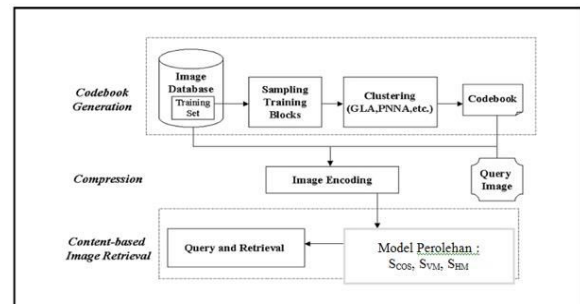 Codebook
Generation
Image
Database
Training
Set
Sampling
Training
Blocks
Clustering
(GLA,PNNA,etc.)
Codebook
Compression
Image Encoding
Query
Image
Content-based
Image Retrieval
Query and Retrieval
Model Perolehan :
SCOS, SVM, SHM